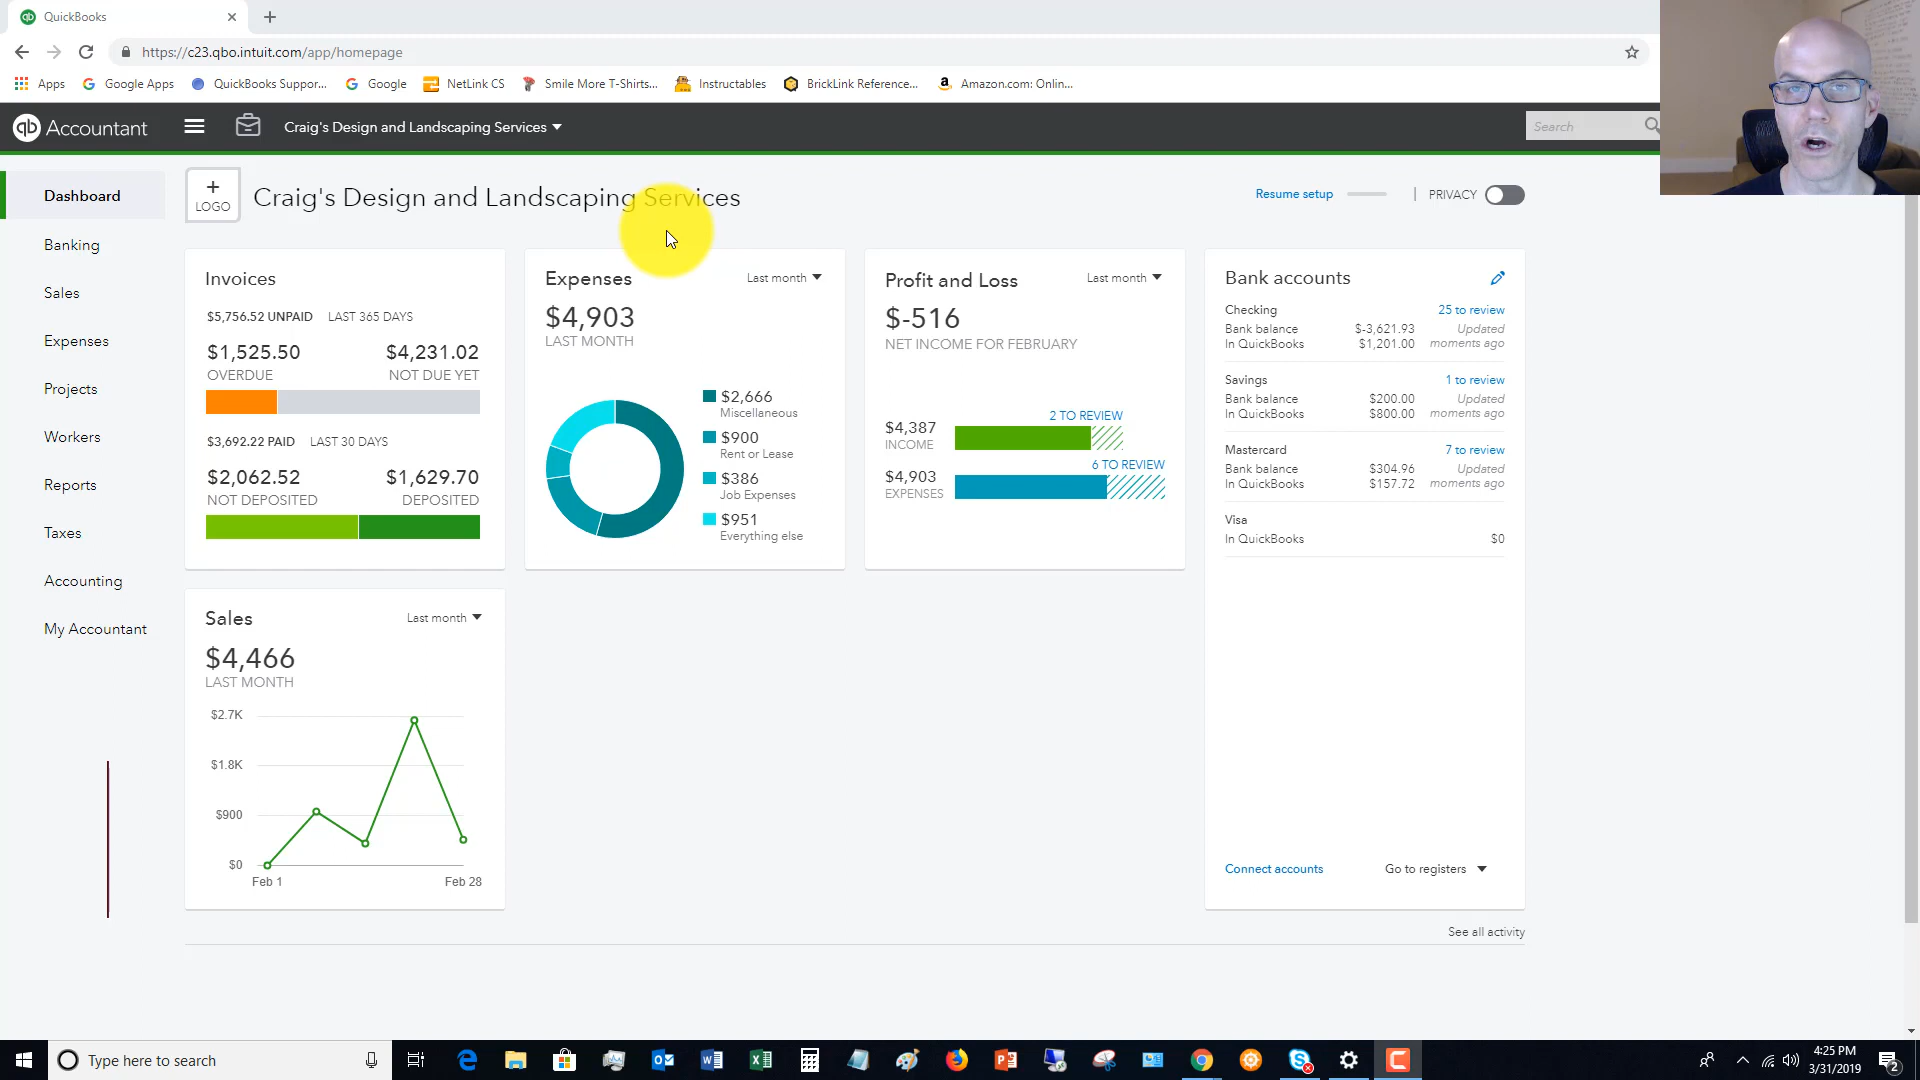 QuickBooks
https://c23.qbo.intuit.com/app/homepage
Apps Google Apps QuickBooks Suppor... Google NetLink CS Smile More T-Shirts... Instructables BrickLink Reference... Amazon.com: Onlin...
qb Accountant Craig's Design and Landscaping Services Search
+ LOGO
Craig's Design and Landscaping Services
Resume setup | PRIVACY
Dashboard
Banking
Sales
Expenses
Projects
Workers
Reports
Taxes
Accounting
My Accountant
Invoices
$5,756.52 UNPAID LAST 365 DAYS
$1,525.50 $4,231.02
OVERDUE NOT DUE YET
$3,692.22 PAID LAST 30 DAYS
$2,062.52 $1,629.70
NOT DEPOSITED DEPOSITED
Expenses Last month
$4,903
LAST MONTH
$2,666
Miscellaneous
$900
Rent or Lease
$386
Job Expenses
$951
Everything else
Profit and Loss Last month
$-516
NET INCOME FOR FEBRUARY
2 TO REVIEW
$4,387
INCOME
6 TO REVIEW
$4,903
EXPENSES
Bank accounts
Checking 25 to review
Bank balance $-3,621.93 Updated
In QuickBooks $1,201.00 moments ago
Savings 1 to review
Bank balance $200.00 Updated
In QuickBooks $800.00 moments ago
Mastercard 7 to review
Bank balance $304.96 Updated
In QuickBooks $157.72 moments ago
Visa
In QuickBooks $0
Connect accounts Go to registers
Sales Last month
$4,466
LAST MONTH
$2.7K
$1.8K
$900
$0
Feb 1 Feb 28
See all activity
Type here to search
4:25 PM
3/31/2019
2